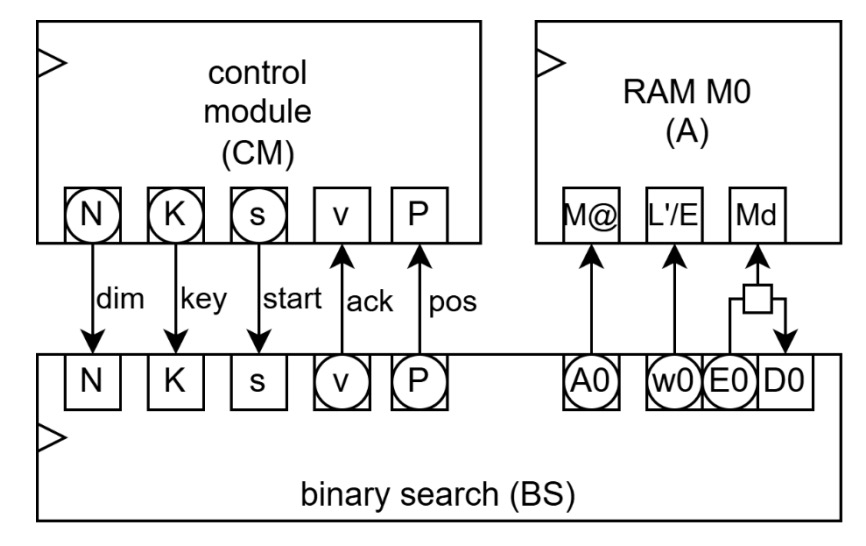 control
module
(CM)
RAM M0
(A)
N K s v P
M@ L'/E Md
dim key start ack pos
N K s v P A0 w0 E0 D0
binary search (BS)